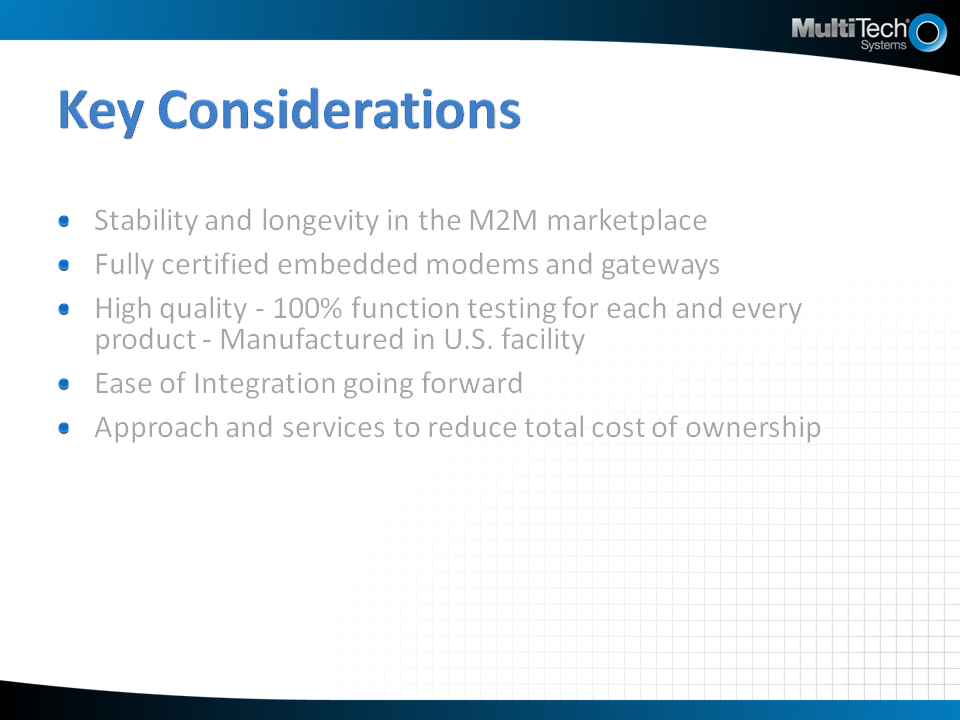 MultiTech®
Systems
Key Considerations
Stability and longevity in the M2M marketplace
Fully certified embedded modems and gateways
High quality - 100% function testing for each and every
product - Manufactured in U.S. facility
Ease of Integration going forward
Approach and services to reduce total cost of ownership